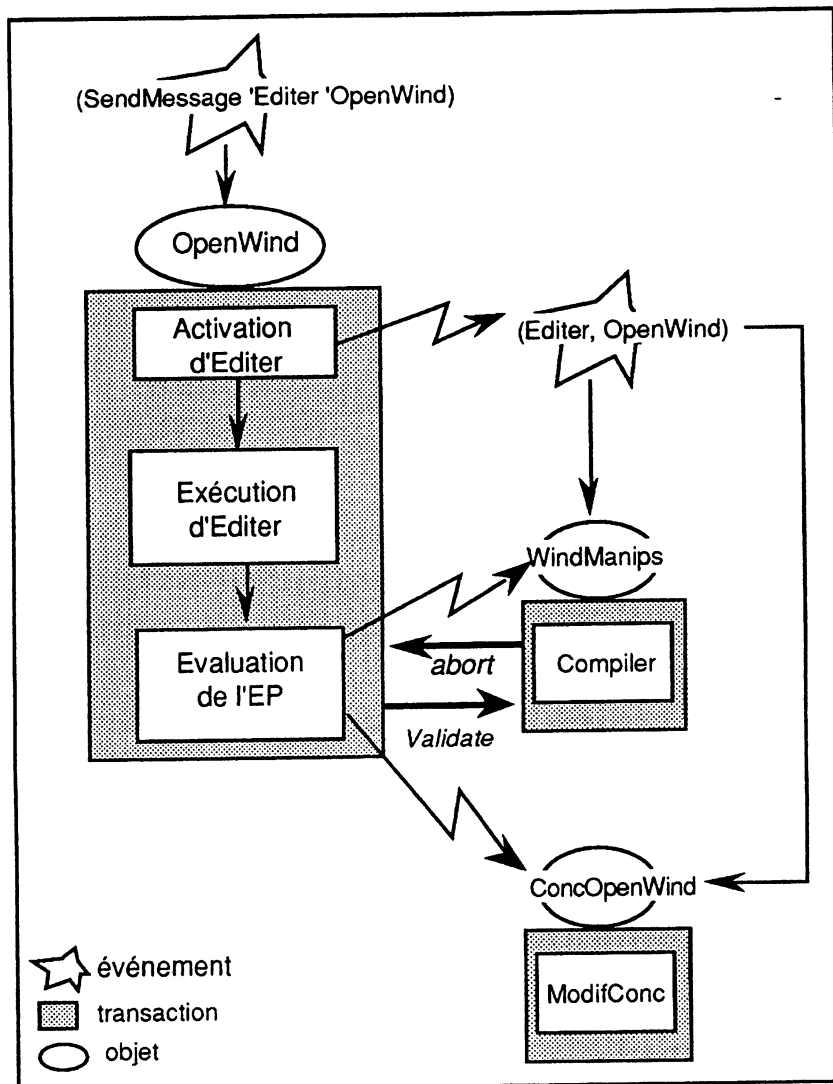 (SendMessage 'Editer 'OpenWind)
OpenWind
Activation
d'Editer
(Editer, OpenWind)
Exécution
d'Editer
WindManips
Evaluation
de l'EP
abort
Compiler
Validate
ConcOpenWind
ModifConc
événement
transaction
objet